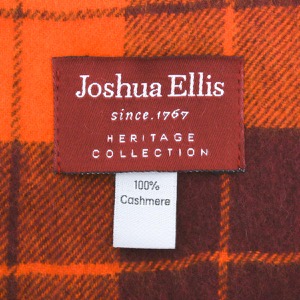 Joshua Ellis
since.1767
HERITAGE
COLLECTION
100%
Cashmere